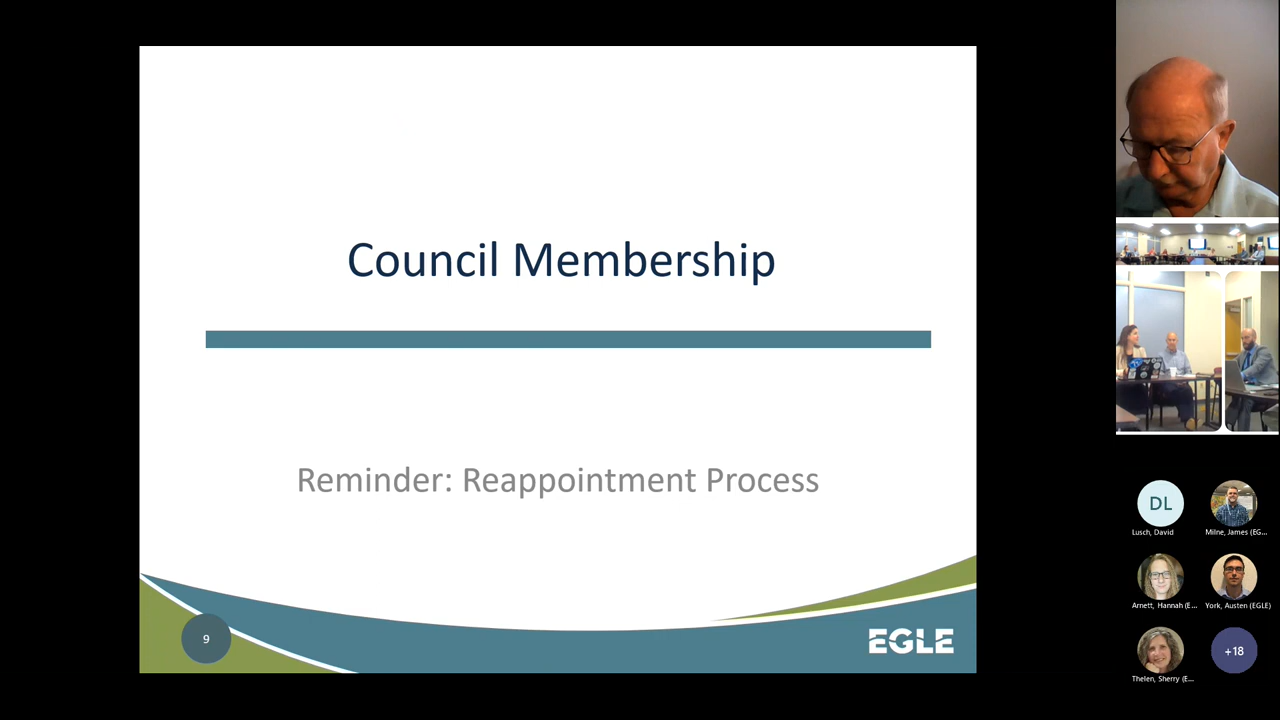 Council Membership
Reminder: Reappointment Process
9
EGLE
DL
Lusch, David
Milne, James (EG...
Arnett, Hannah (E...
York, Austen (EGLE)
Thelen, Sherry (E...
+18